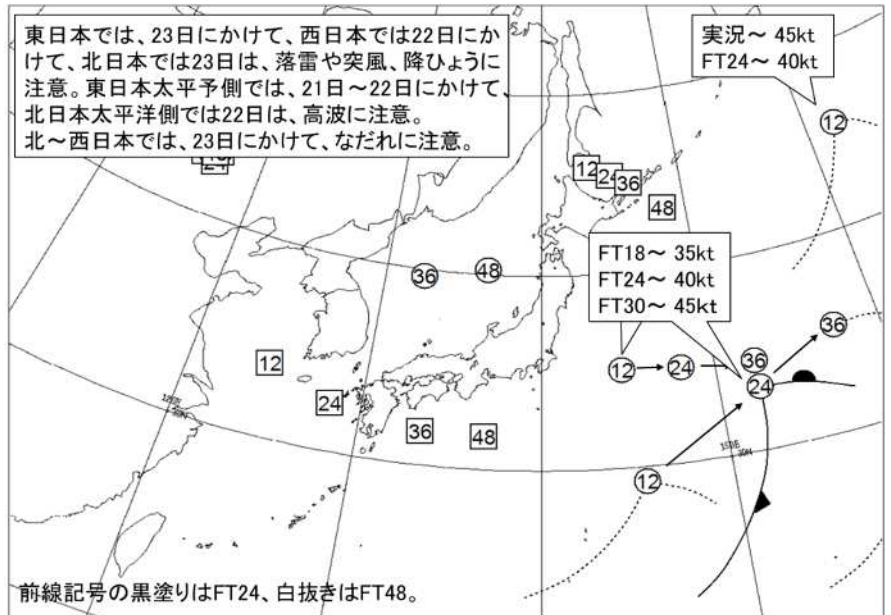 東日本では、23日にかけて、西日本では22日にか
けて、北日本では23日は、落雷や突風、降ひょうに
注意。東日本太平予側では、21日～22日にかけて、
北日本太平洋側では22日は、高波に注意。
北～西日本では、23日にかけて、なだれに注意。
実況～ 45kt
FT24～ 40kt
12
24
12
24
36
48
FT18～ 35kt
FT24～ 40kt
FT30～ 45kt
36
48
36
12
12
24
36
24
24
36
48
12
150E
30N
前線記号の黒塗りはFT24、白抜きはFT48。